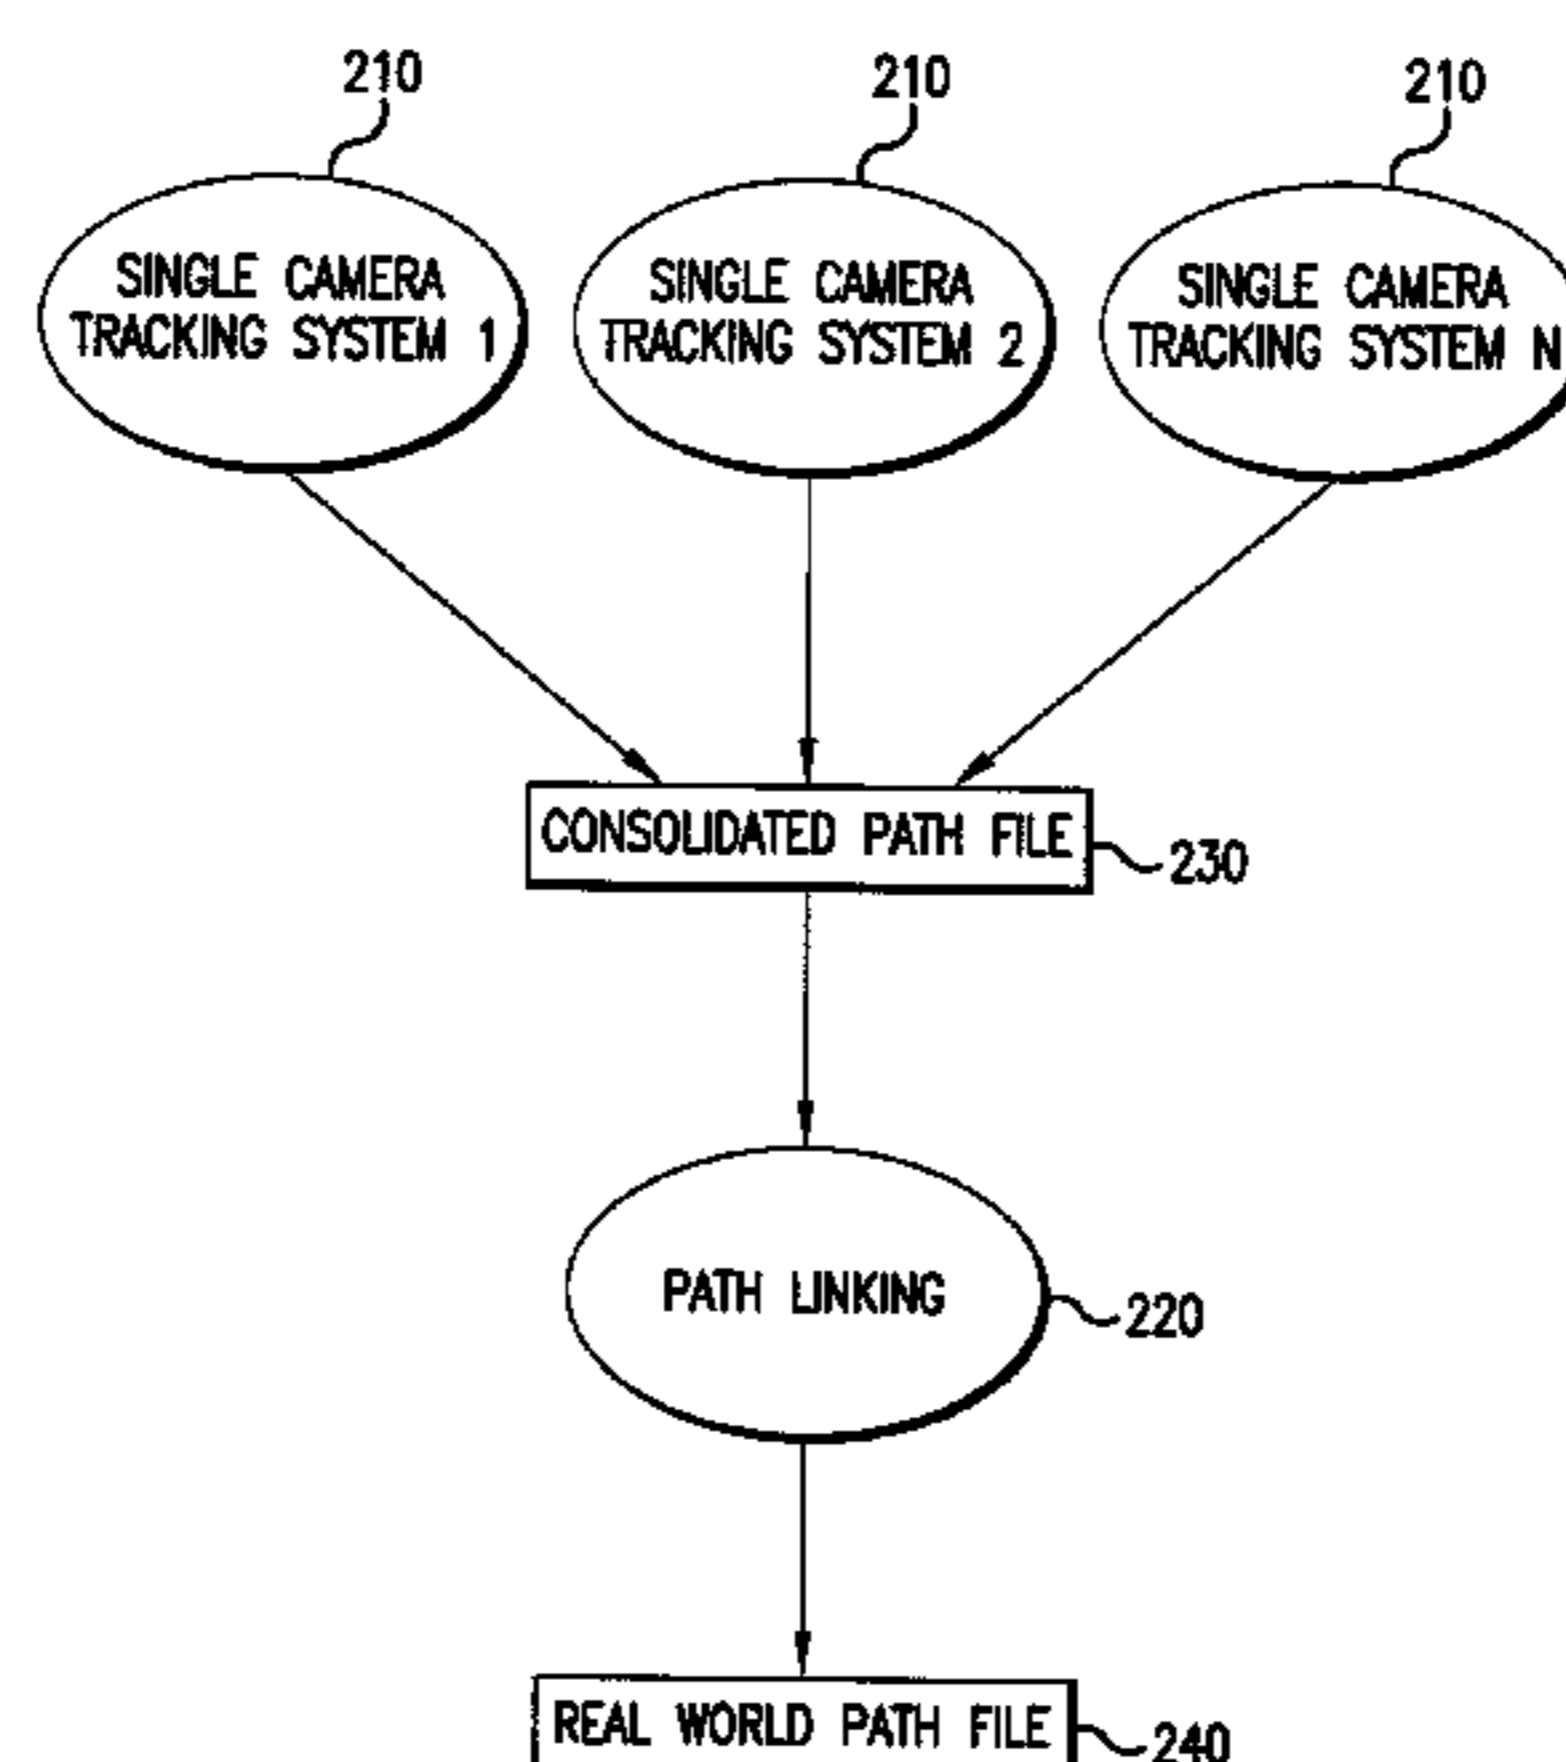 210
210
210
SINGLE CAMERA
TRACKING SYSTEM 1
SINGLE CAMERA
TRACKING SYSTEM 2
SINGLE CAMERA
TRACKING SYSTEM N
CONSOLIDATED PATH FILE
230
PATH LINKING
220
REAL WORLD PATH FILE
240